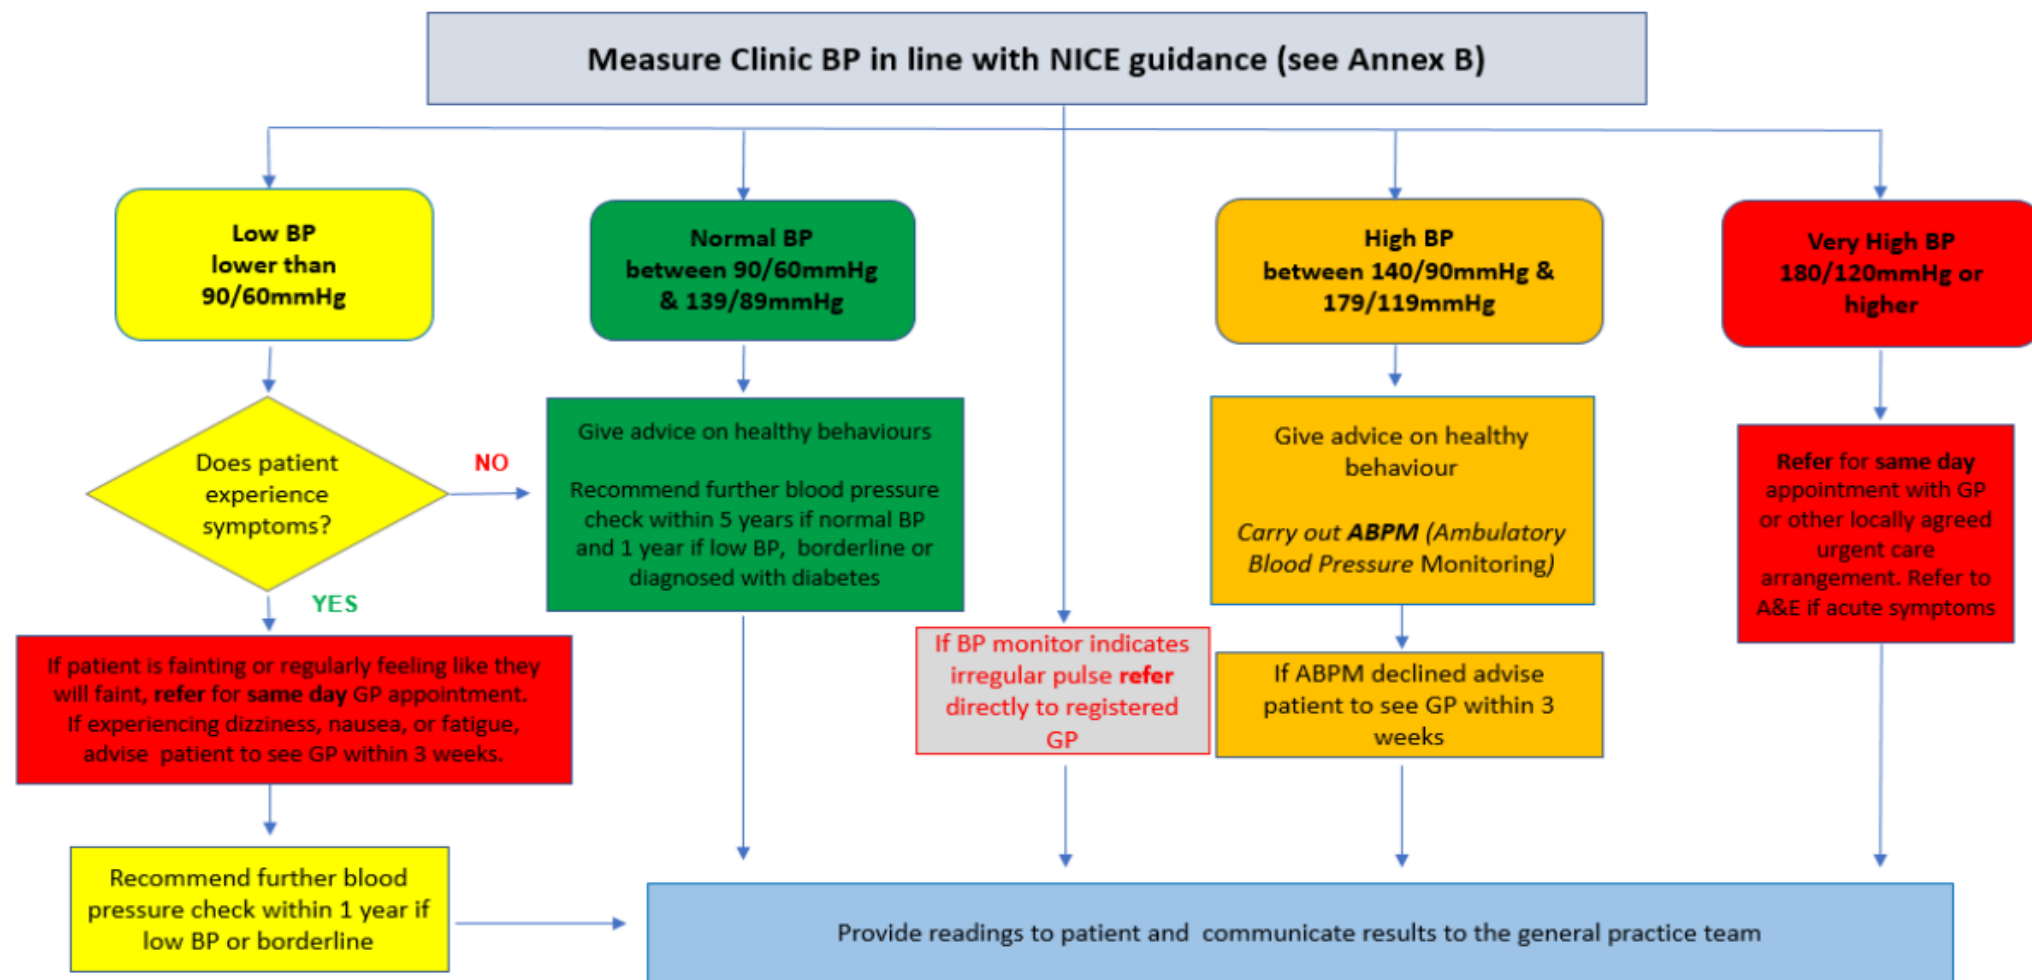 Measure Clinic BP in line with NICE guidance (see Annex B)
Low BP
lower than
90/60mmHg
Normal BP
between 90/60mmHg
& 139/89mmHg
High BP
between 140/90mmHg &
179/119mmHg
Very High BP
180/120mmHg or
higher
Does patient
experience
symptoms?
NO
YES
Give advice on healthy behaviours
Recommend further blood pressure
check within 5 years if normal BP
and 1 year if low BP, borderline or
diagnosed with diabetes
Give advice on healthy
behaviour
Carry out ABPM (Ambulatory
Blood Pressure Monitoring)
Refer for same day
appointment with GP
or other locally agreed
urgent care
arrangement. Refer to
A&E if acute symptoms
If patient is fainting or regularly feeling like they
will faint, refer for same day GP appointment.
If experiencing dizziness, nausea, or fatigue,
advise patient to see GP within 3 weeks.
If BP monitor indicates
irregular pulse refer
directly to registered
GP
If ABPM declined advise
patient to see GP within 3
weeks
Recommend further blood
pressure check within 1 year if
low BP or borderline
Provide readings to patient and communicate results to the general practice team